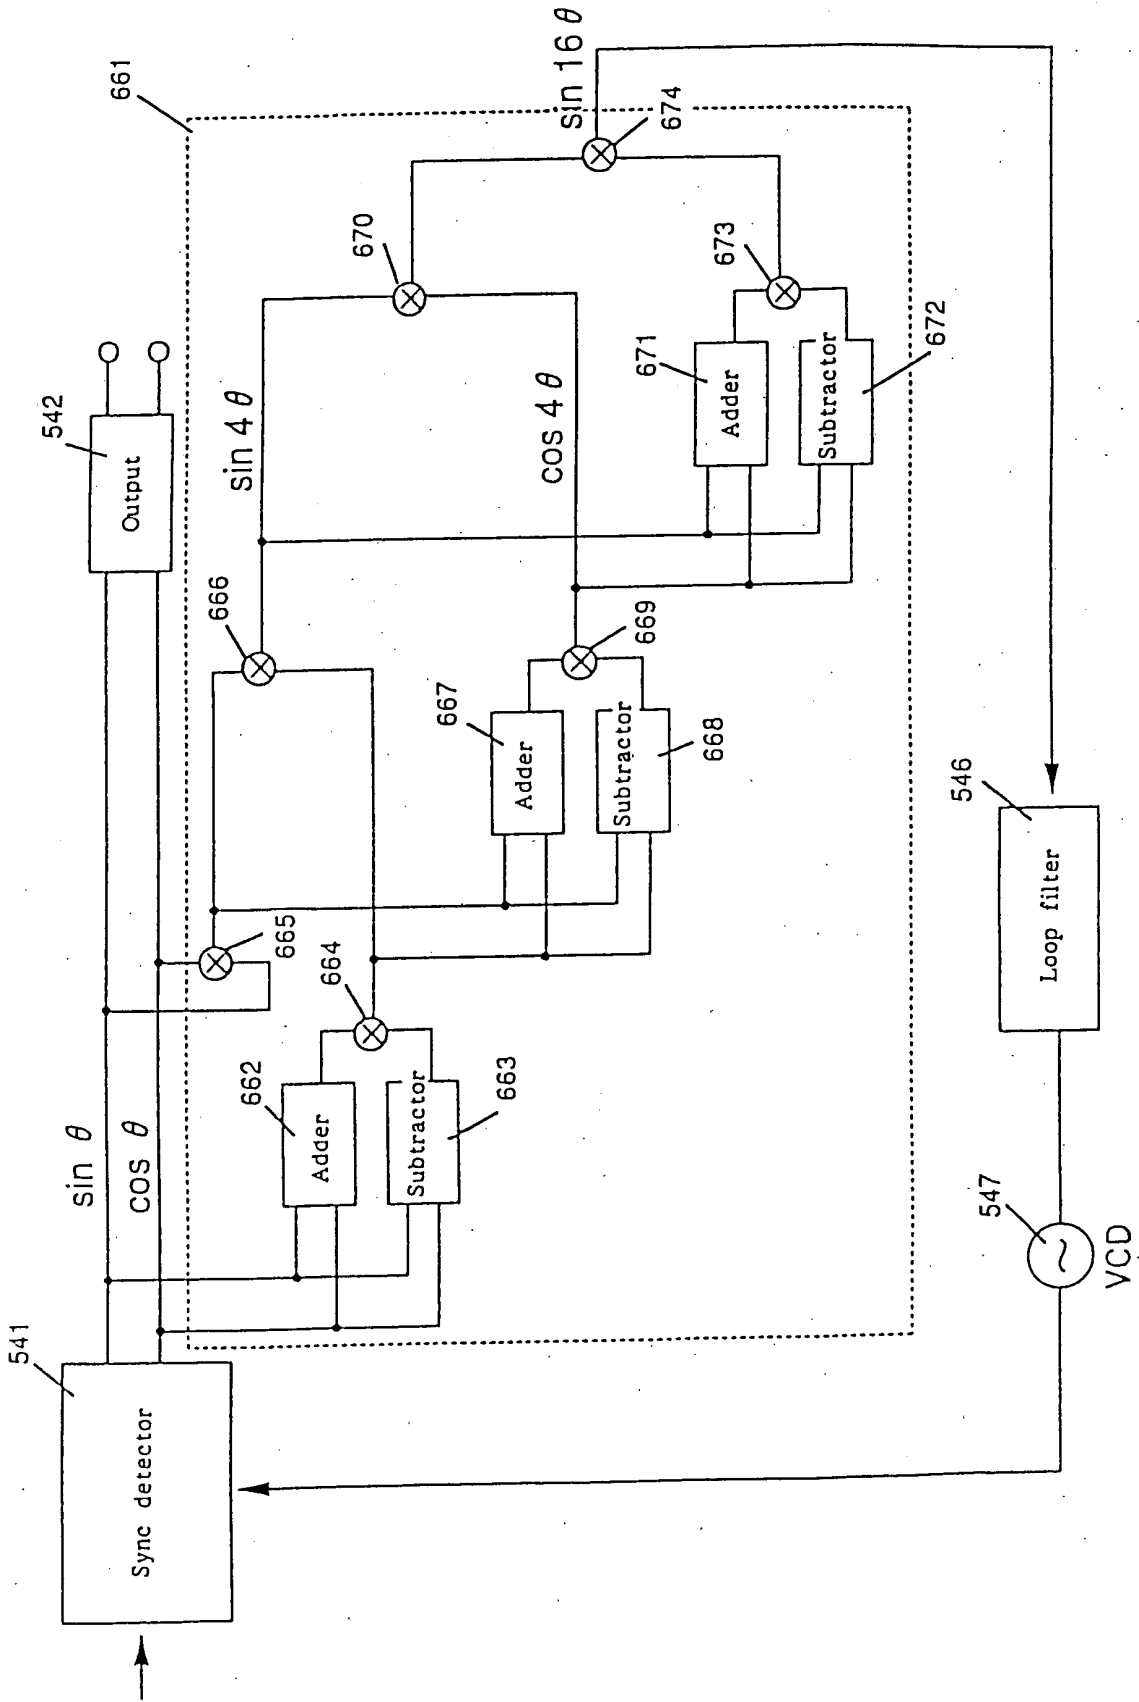 541
Sync detector
sin θ
cos θ
542
Output
661
662
Adder
Subtractor
663
664
665
666
667
Adder
Subtractor
668
669
sin 4 θ
cos 4 θ
670
671
Adder
Subtractor
672
673
674
sin 16 θ
546
Loop filter
547
VCD